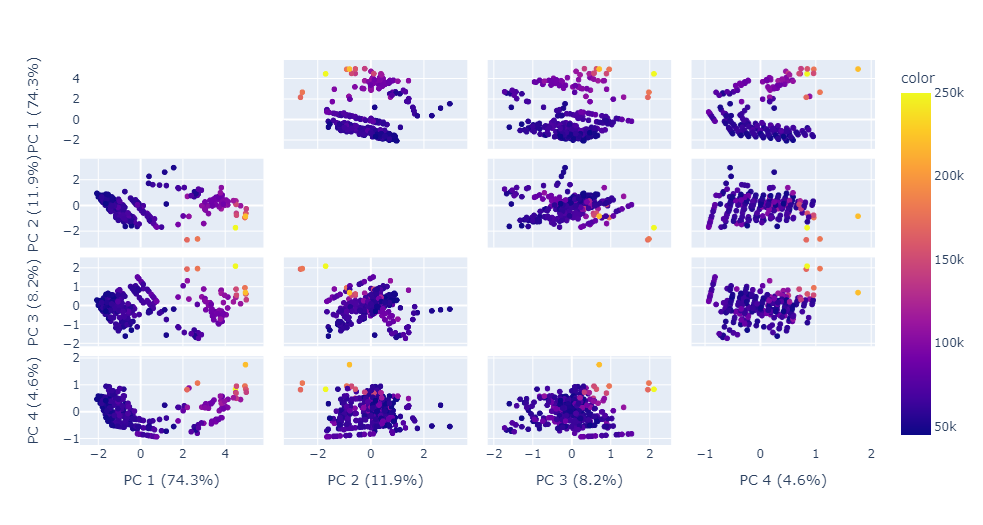 PC 1 (74.3%)
4
2
0
−2
PC 2 (11.9%)
2
0
−2
PC 3 (8.2%)
2
1
0
−1
−2
PC 4 (4.6%)
2
1
0
−1
−2 0 2 4
−2 0 2
−2 0 2
−1 0 1 2
PC 1 (74.3%) PC 2 (11.9%) PC 3 (8.2%) PC 4 (4.6%)
color
250k
200k
150k
100k
50k